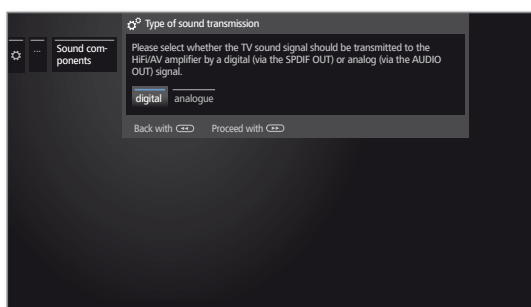 Type of sound transmission
...
Sound com-
ponents
Please select whether the TV sound signal should be transmitted to the
HiFi/AV amplifier by a digital (via the SPDIF OUT) or analog (via the AUDIO
OUT) signal.
digital analogue
Back with Proceed with